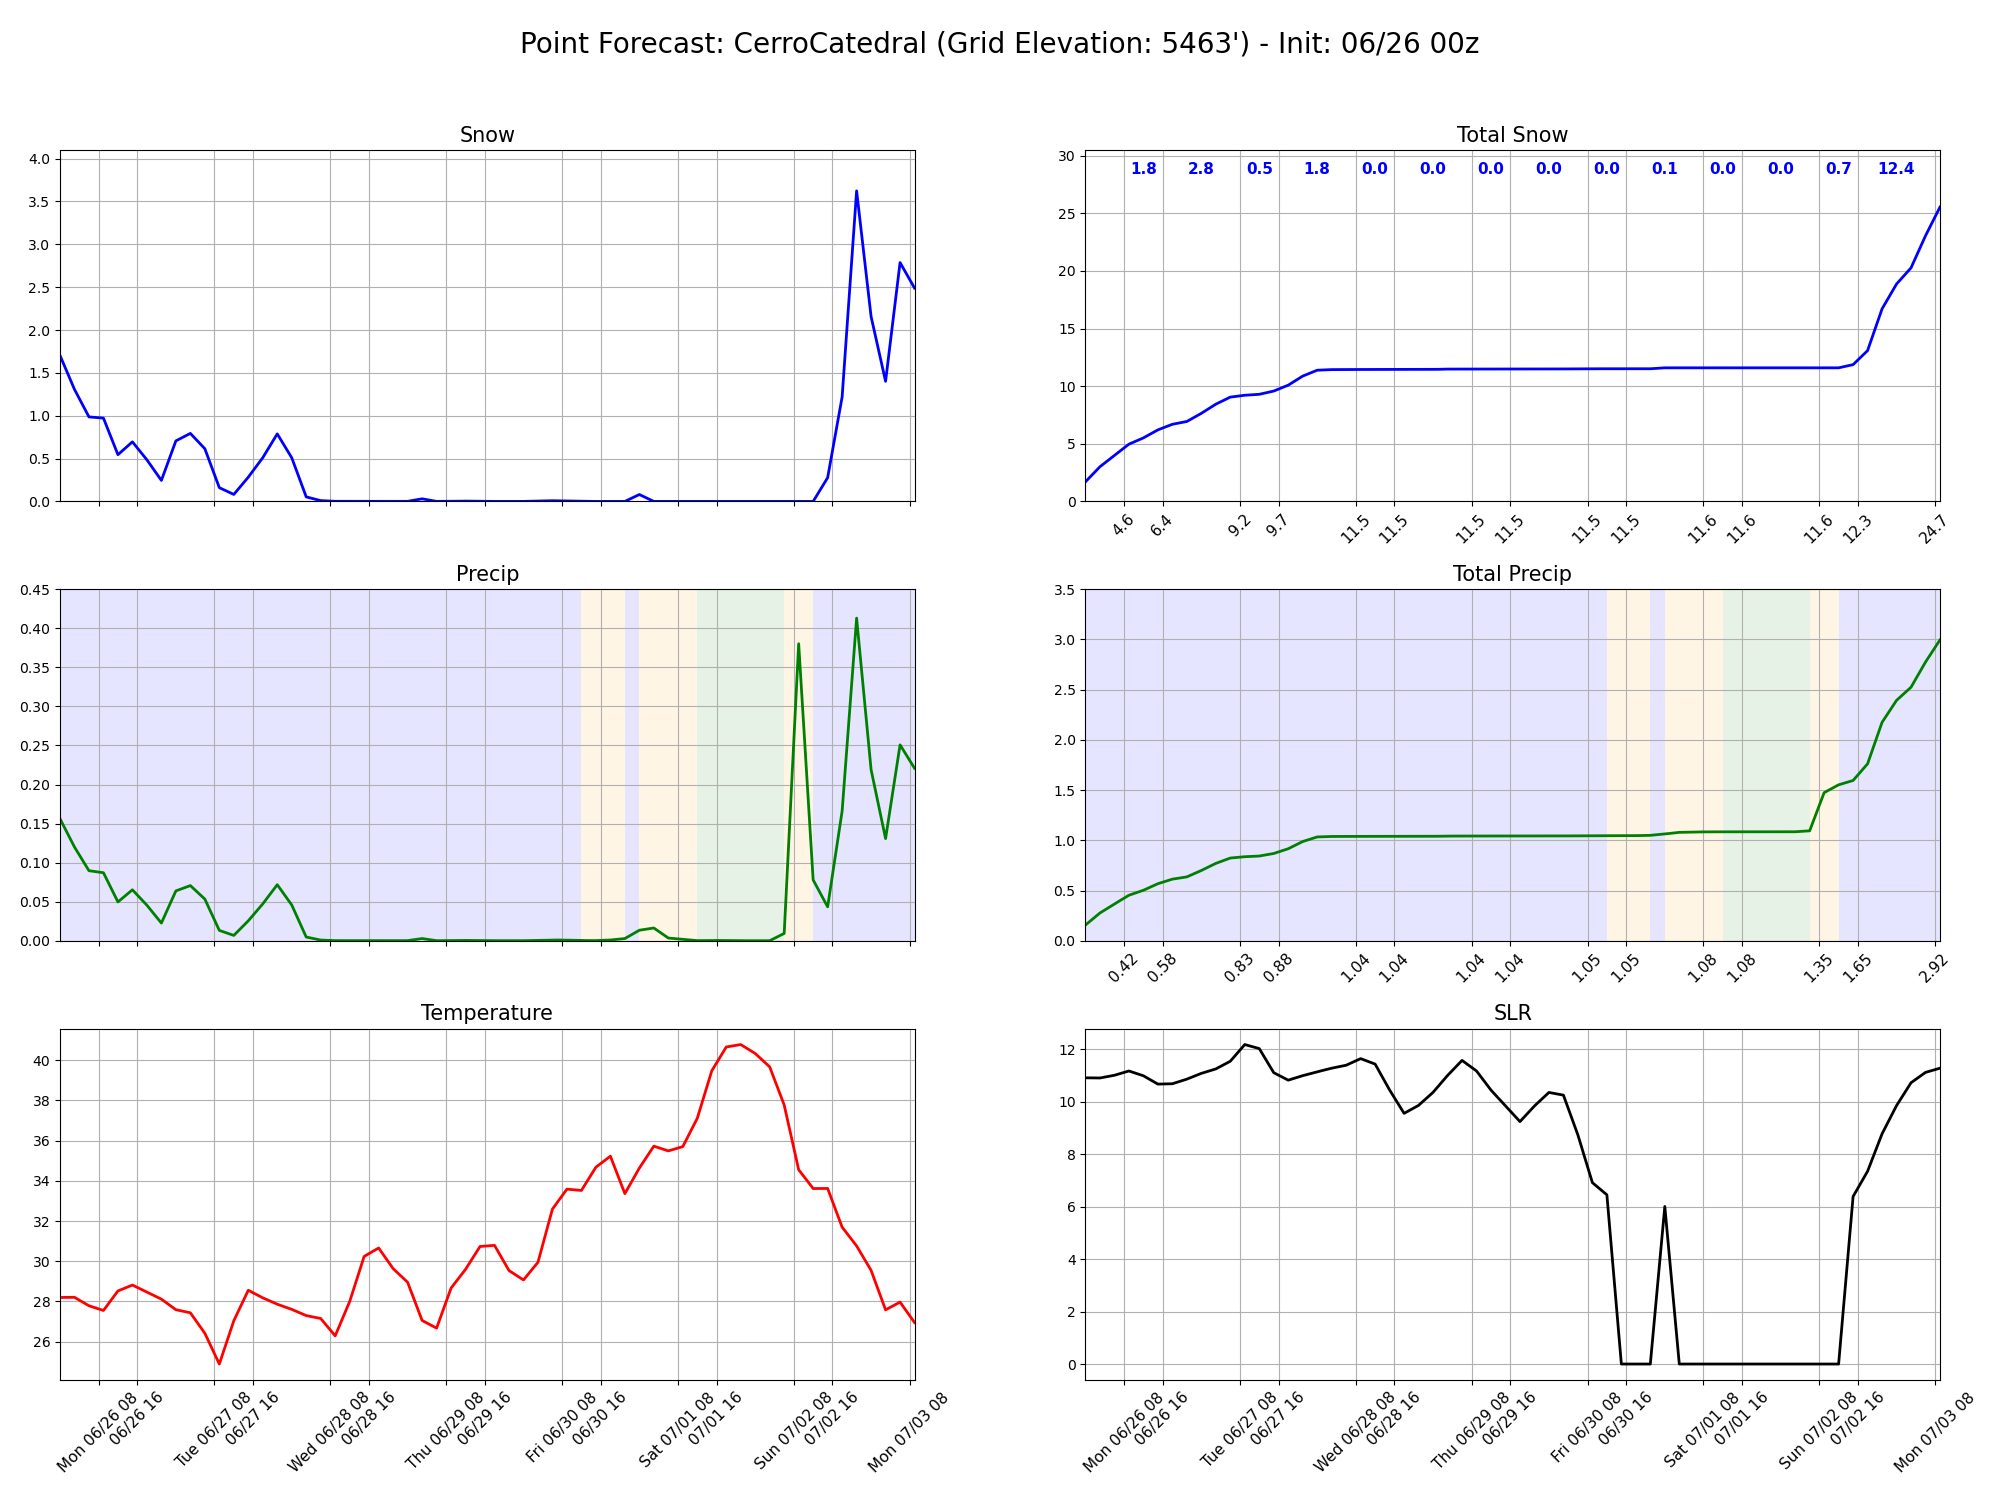 Point Forecast: CerroCatedral (Grid Elevation: 5463') - Init: 06/26 00z
Snow
4.0
3.5
3.0
2.5
2.0
1.5
1.0
0.5
0.0
Total Snow
1.8 2.8 0.5 1.8 0.0 0.0 0.0 0.0 0.0 0.1 0.0 0.0 0.7 12.4
30
25
20
15
10
5
0
4.6 6.4 9.2 9.7 11.5 11.5 11.5 11.5 11.5 11.5 11.6 11.6 11.6 12.3 24.7
Precip
0.45
0.40
0.35
0.30
0.25
0.20
0.15
0.10
0.05
0.00
Total Precip
3.5
3.0
2.5
2.0
1.5
1.0
0.5
0.0
0.42 0.58 0.83 0.88 1.04 1.04 1.04 1.04 1.05 1.05 1.08 1.08 1.35 1.65 2.92
Temperature
40
38
36
34
32
30
28
26
Mon 06/26 08
06/26 16
Tue 06/27 08
06/27 16
Wed 06/28 08
06/28 16
Thu 06/29 08
06/29 16
Fri 06/30 08
06/30 16
Sat 07/01 08
07/01 16
Sun 07/02 08
07/02 16
Mon 07/03 08
SLR
12
10
8
6
4
2
0
Mon 06/26 08
06/26 16
Tue 06/27 08
06/27 16
Wed 06/28 08
06/28 16
Thu 06/29 08
06/29 16
Fri 06/30 08
06/30 16
Sat 07/01 08
07/01 16
Sun 07/02 08
07/02 16
Mon 07/03 08